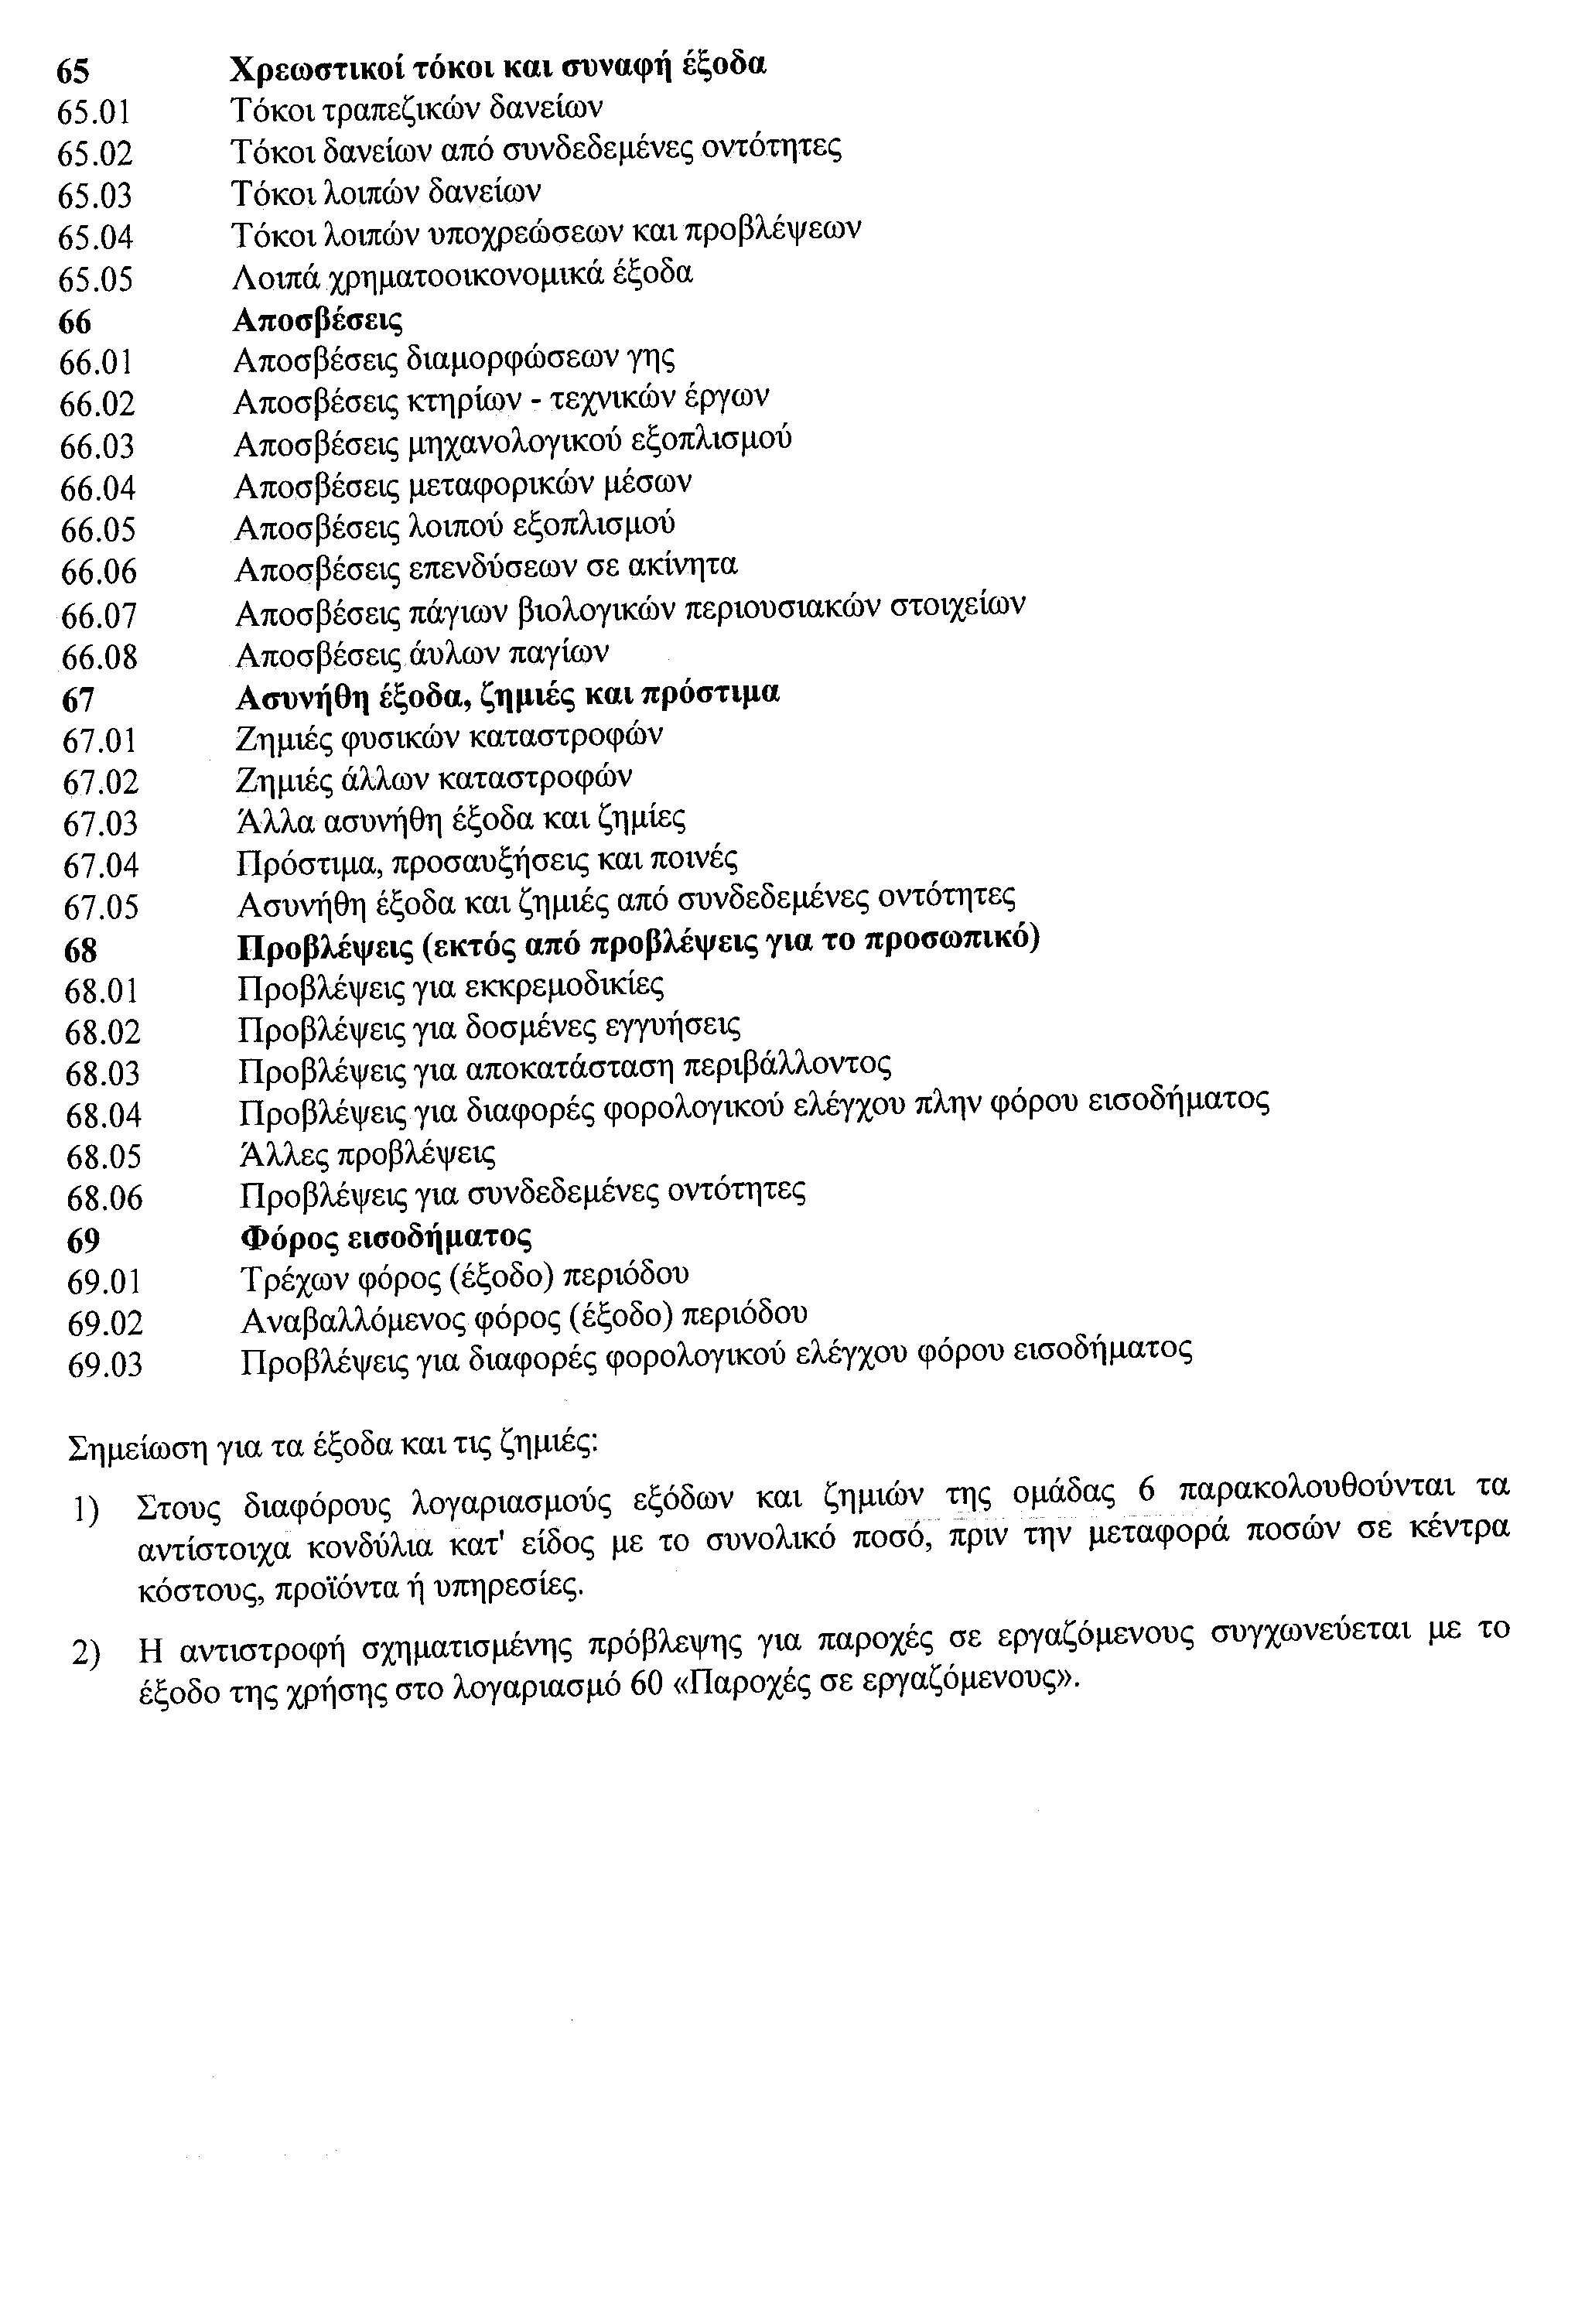 65 Χρεωστικοί τόκοι και συναφή έξοδα
65.01 Τόκοι τραπεζικών δανείων
65.02 Τόκοι δανείων από συνδεδεμένες οντότητες
65.03 Τόκοι λοιπών δανείων
65.04 Τόκοι λοιπών υποχρεώσεων και προβλέψεων
65.05 Λοιπά χρηματοοικονομικά έξοδα
66 Αποσβέσεις
66.01 Αποσβέσεις διαμορφώσεων γης
66.02 Αποσβέσεις κτηρίων - τεχνικών έργων
66.03 Αποσβέσεις μηχανολογικού εξοπλισμού
66.04 Αποσβέσεις μεταφορικών μέσων
66.05 Αποσβέσεις λοιπού εξοπλισμού
66.06 Αποσβέσεις επενδύσεων σε ακίνητα
66.07 Αποσβέσεις πάγιων βιολογικών περιουσιακών στοιχείων
66.08 Αποσβέσεις άυλων παγίων
67 Ασυνήθη έξοδα, ζημιές και πρόστιμα
67.01 Ζημιές φυσικών καταστροφών
67.02 Ζημιές άλλων καταστροφών
67.03 Άλλα ασυνήθη έξοδα και ζημίες
67.04 Πρόστιμα, προσαυξήσεις και ποινές
67.05 Ασυνήθη έξοδα και ζημιές από συνδεδεμένες οντότητες
68 Προβλέψεις (εκτός από προβλέψεις για το προσωπικό)
68.01 Προβλέψεις για εκκρεμοδικίες
68.02 Προβλέψεις για δοσμένες εγγυήσεις
68.03 Προβλέψεις για αποκατάσταση περιβάλλοντος
68.04 Προβλέψεις για διαφορές φορολογικού ελέγχου πλην φόρου εισοδήματος
68.05 Άλλες προβλέψεις
68.06 Προβλέψεις για συνδεδεμένες οντότητες
69 Φόρος εισοδήματος
69.01 Τρέχων φόρος (έξοδο) περιόδου
69.02 Αναβαλλόμενος φόρος (έξοδο) περιόδου
69.03 Προβλέψεις για διαφορές φορολογικού ελέγχου φόρου εισοδήματος
Σημείωση για τα έξοδα και τις ζημιές:
1) Στους διαφόρους λογαριασμούς εξόδων και ζημιών της ομάδας 6 παρακολουθούνται τα
αντίστοιχα κονδύλια κατ' είδος με το συνολικό ποσό, πριν την μεταφορά ποσών σε κέντρα
κόστους, προϊόντα ή υπηρεσίες.
2) Η αντιστροφή σχηματισμένης πρόβλεψης για παροχές σε εργαζόμενους συγχωνεύεται με το
έξοδο της χρήσης στο λογαριασμό 60 «Παροχές σε εργαζόμενους».